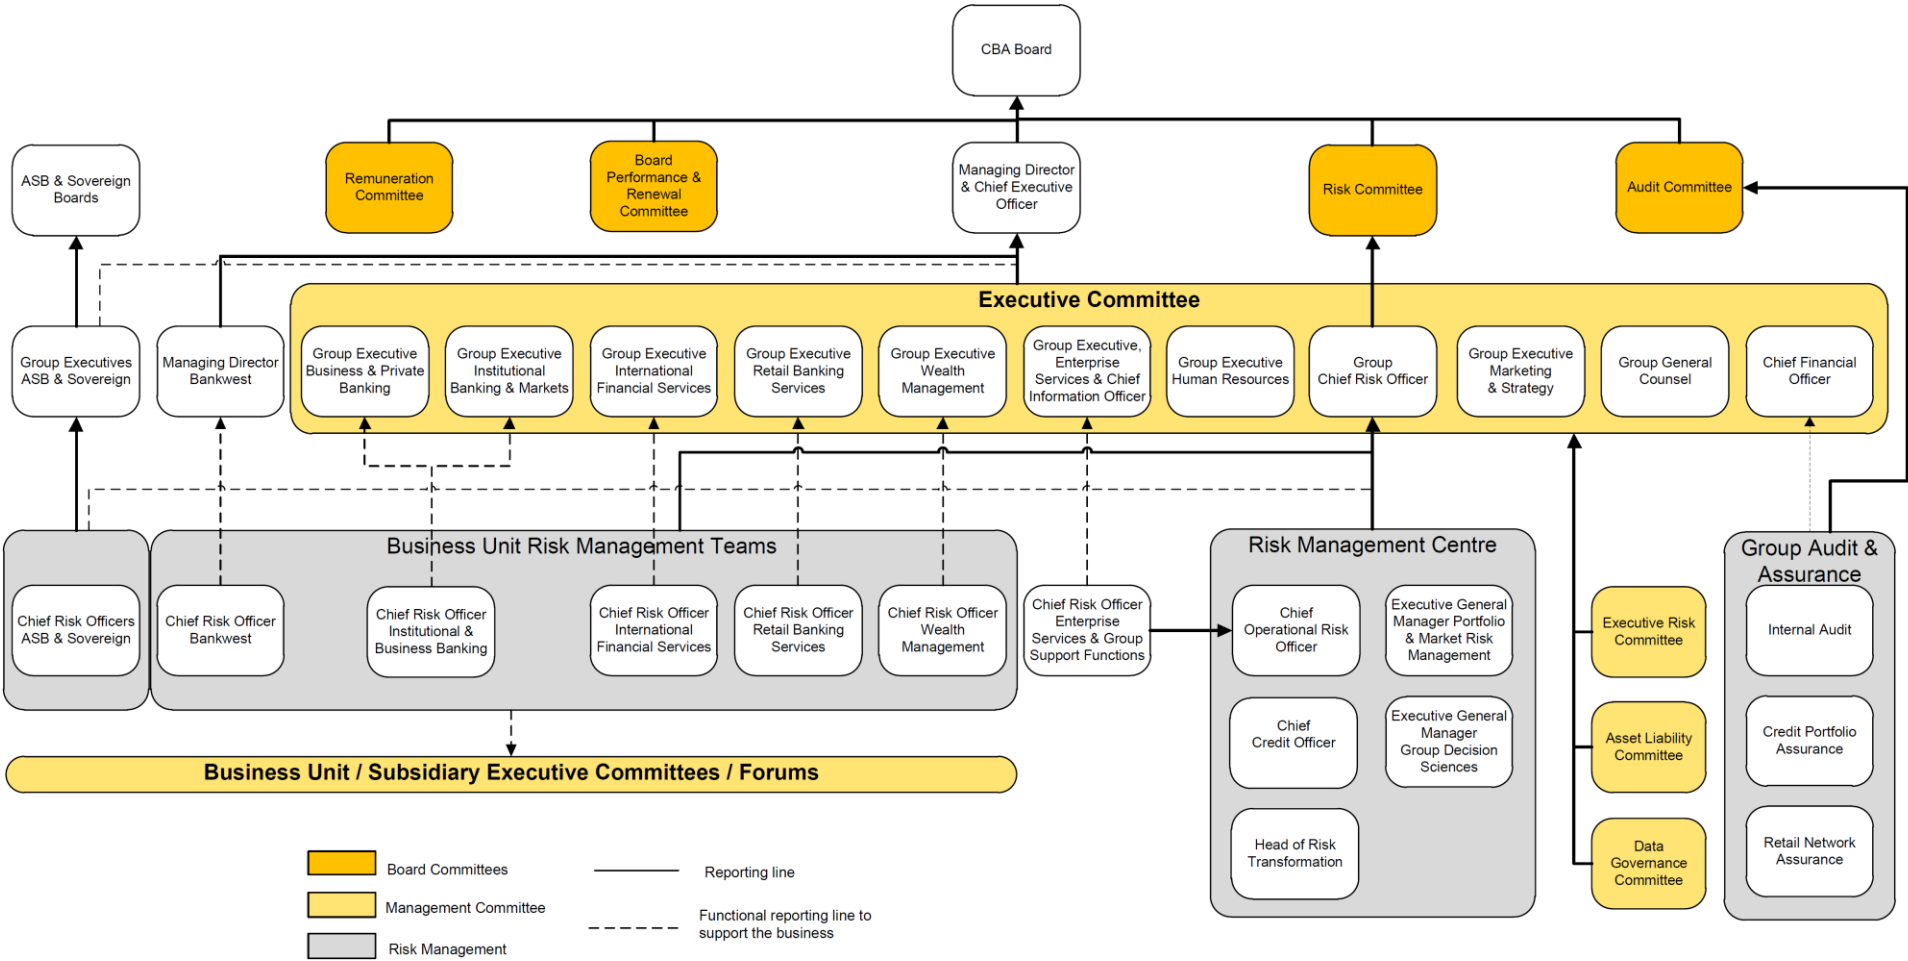 CBA Board
ASB & Sovereign
Boards
Remuneration
Committee
Board
Performance &
Renewal
Committee
Managing Director
& Chief Executive
Officer
Risk Committee
Audit Committee
Executive Committee
Group Executives
ASB & Sovereign
Managing Director
Bankwest
Group Executive
Business & Private
Banking
Group Executive
Institutional
Banking & Markets
Group Executive
International
Financial Services
Group Executive
Retail Banking
Services
Group Executive
Wealth
Management
Group Executive,
Enterprise
Services & Chief
Information Officer
Group Executive
Human Resources
Group
Chief Risk Officer
Group Executive
Marketing
& Strategy
Group General
Counsel
Chief Financial
Officer
Business Unit Risk Management Teams
Risk Management Centre
Group Audit &
Assurance
Chief Risk Officers
ASB & Sovereign
Chief Risk Officer
Bankwest
Chief Risk Officer
Institutional &
Business Banking
Chief Risk Officer
International
Financial Services
Chief Risk Officer
Retail Banking
Services
Chief Risk Officer
Wealth
Management
Chief Risk Officer
Enterprise
Services & Group
Support Functions
Chief
Operational Risk
Officer
Executive General
Manager Portfolio
& Market Risk
Management
Executive Risk
Committee
Internal Audit
Chief
Credit Officer
Executive General
Manager
Group Decision
Sciences
Asset Liability
Committee
Credit Portfolio
Assurance
Business Unit / Subsidiary Executive Committees / Forums
Head of Risk
Transformation
Data
Governance
Committee
Retail Network
Assurance
Board Committees
Reporting line
Management Committee
Functional reporting line to
support the business
Risk Management